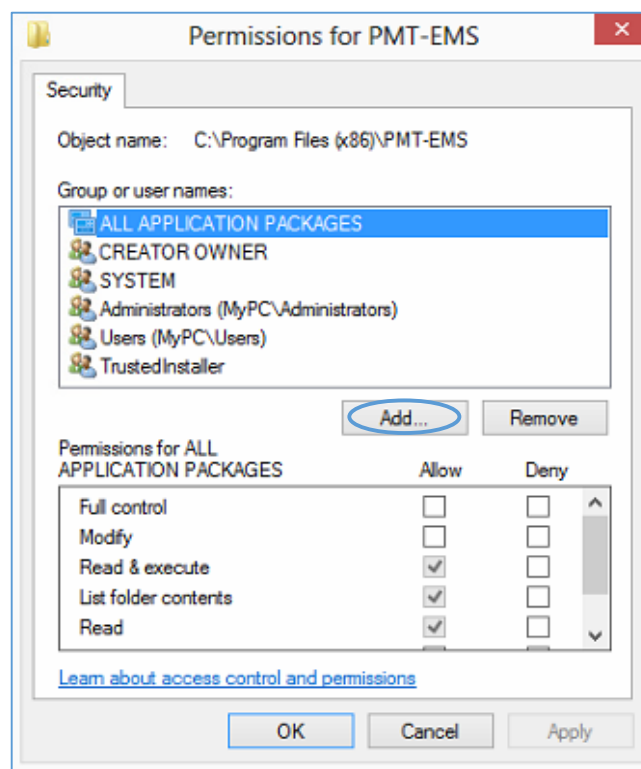 Permissions for PMT-EMS
Security
Object name: C:\Program Files (x86)\PMT-EMS
Group or user names:
ALL APPLICATION PACKAGES
CREATOR OWNER
SYSTEM
Administrators (MyPC\Administrators)
Users (MyPC\Users)
TrustedInstaller
Add... Remove
Permissions for ALL
APPLICATION PACKAGES Allow Deny
Full control
Modify
Read & execute
List folder contents
Read
Learn about access control and permissions
OK Cancel Apply